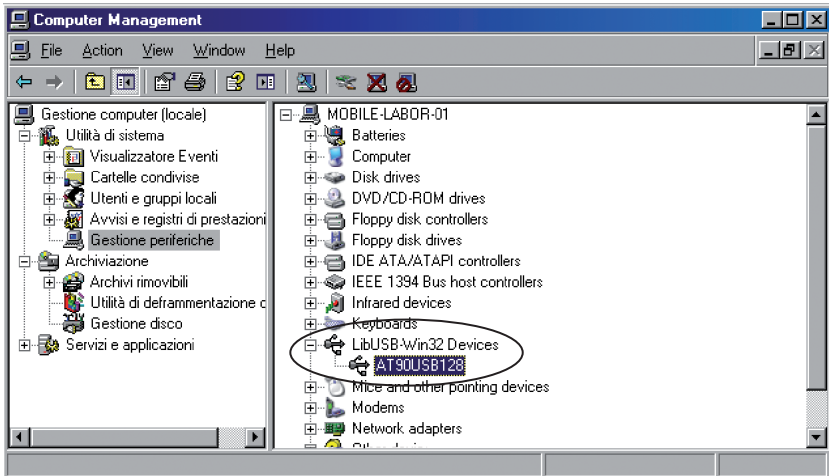 Computer Management
File Action View Window Help
Gestione computer (locale)
Utilità di sistema
Visualizzatore Eventi
Cartelle condivise
Utenti e gruppi locali
Avvisi e registri di prestazioni
Gestione periferiche
Archiviazione
Archivi rimovibili
Utilità di deframmentazione d
Gestione disco
Servizi e applicazioni
MOBILE-LABOR-01
Batteries
Computer
Disk drives
DVD/CD-ROM drives
Floppy disk controllers
Floppy disk drives
IDE ATA/ATAPI controllers
IEEE 1394 Bus host controllers
Infrared devices
Keyboards
LibUSB-Win32 Devices
AT90USB128
Mice and other pointing devices
Modems
Network adapters